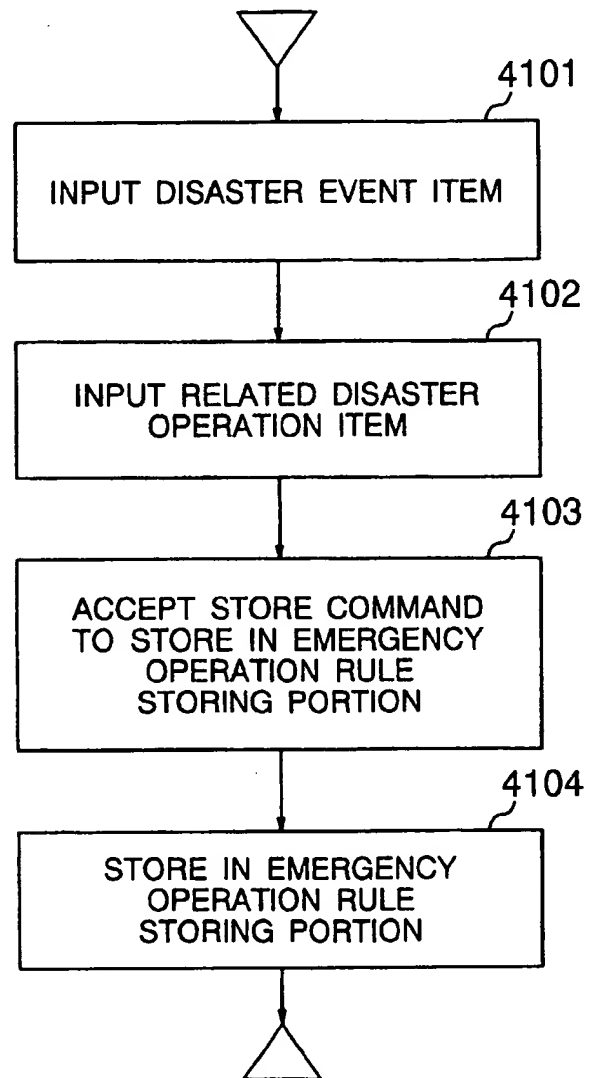 4101
INPUT DISASTER EVENT ITEM
4102
INPUT RELATED DISASTER
OPERATION ITEM
4103
ACCEPT STORE COMMAND
TO STORE IN EMERGENCY
OPERATION RULE
STORING PORTION
4104
STORE IN EMERGENCY
OPERATION RULE
STORING PORTION